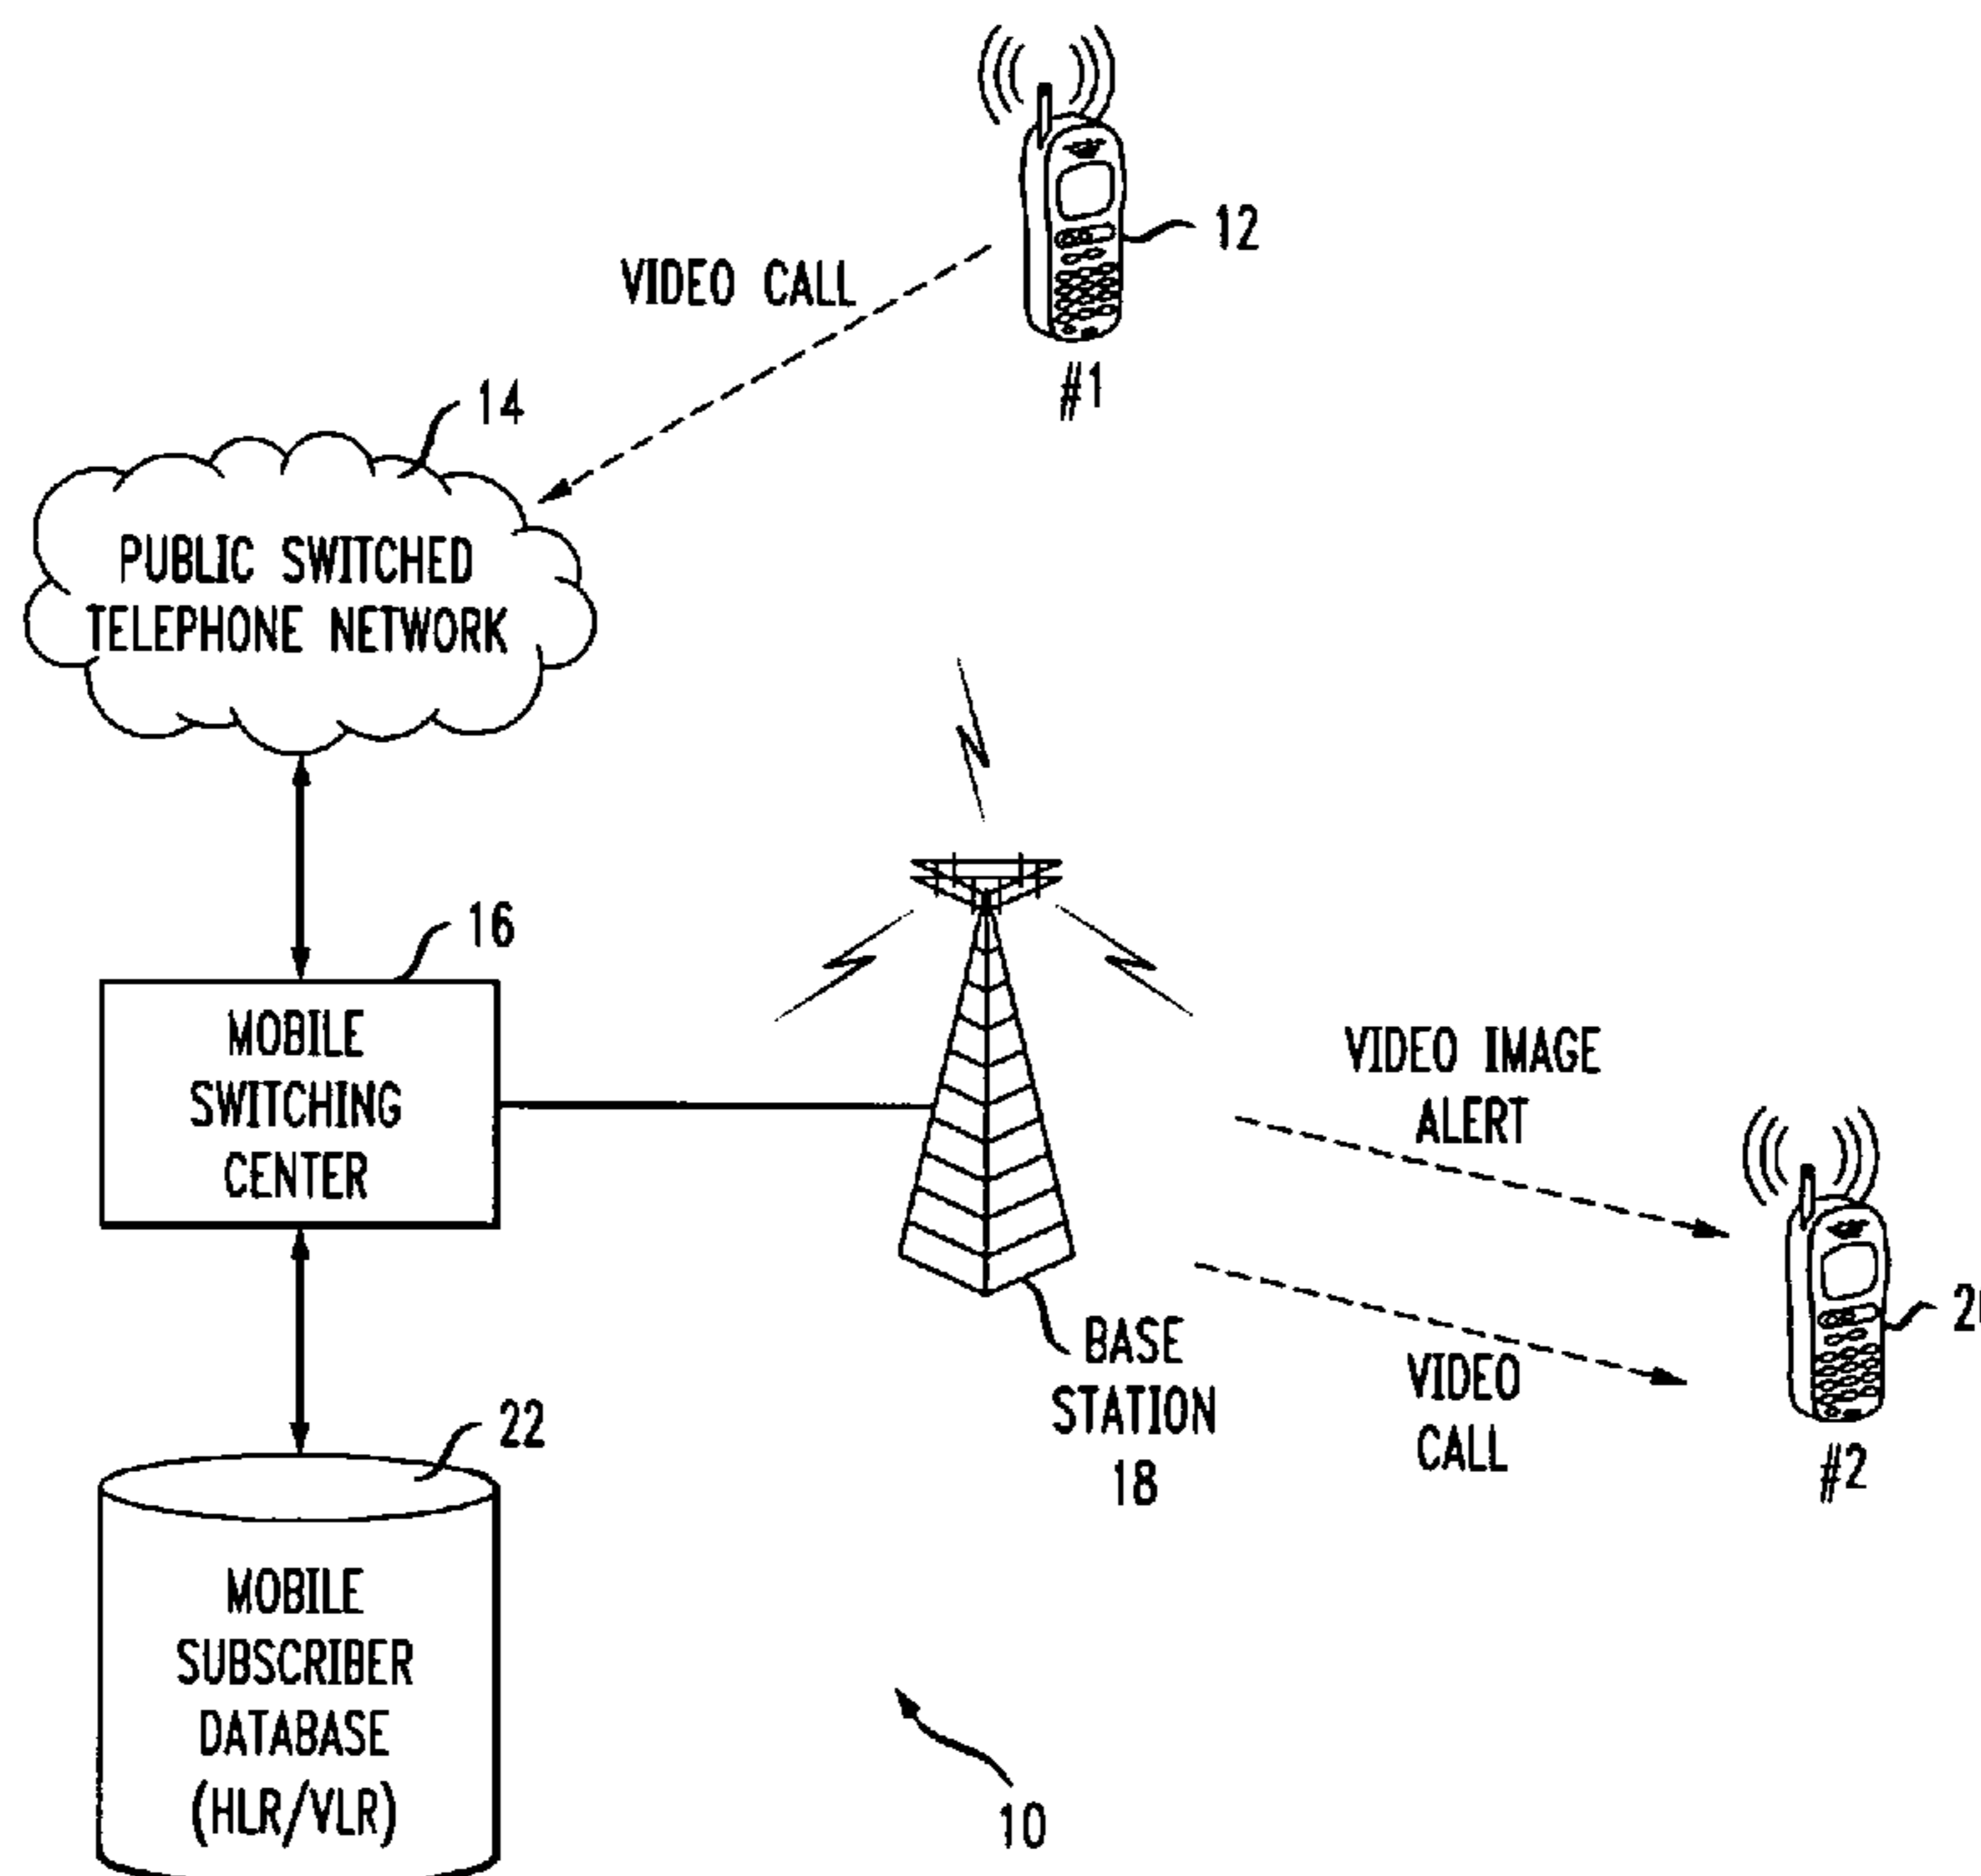 12
VIDEO CALL
#1
14
PUBLIC SWITCHED
TELEPHONE NETWORK
16
MOBILE
SWITCHING
CENTER
VIDEO IMAGE
ALERT
BASE
STATION
18
VIDEO
CALL
#2
22
MOBILE
SUBSCRIBER
DATABASE
(HLR/VLR)
10